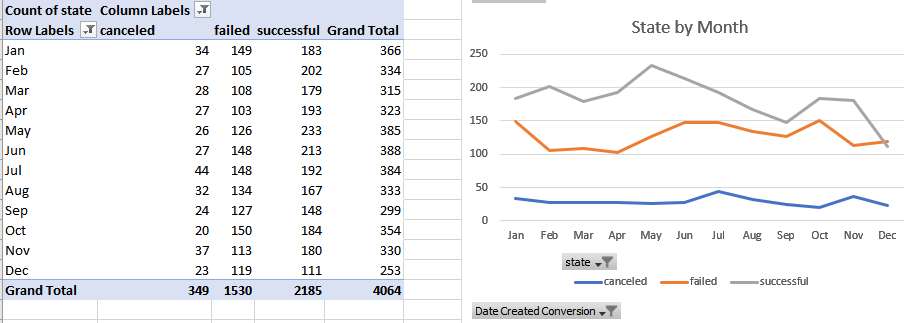 Count of state Column Labels
Row Labels canceled failed successful Grand Total
Jan 34 149 183 366
Feb 27 105 202 334
Mar 28 108 179 315
Apr 27 103 193 323
May 26 126 233 385
Jun 27 148 213 388
Jul 44 148 192 384
Aug 32 134 167 333
Sep 24 127 148 299
Oct 20 150 184 354
Nov 37 113 180 330
Dec 23 119 111 253
Grand Total 349 1530 2185 4064
State by Month
250
200
150
100
50
0
Jan Feb Mar Apr May Jun Jul Aug Sep Oct Nov Dec
state
canceled failed successful
Date Created Conversion